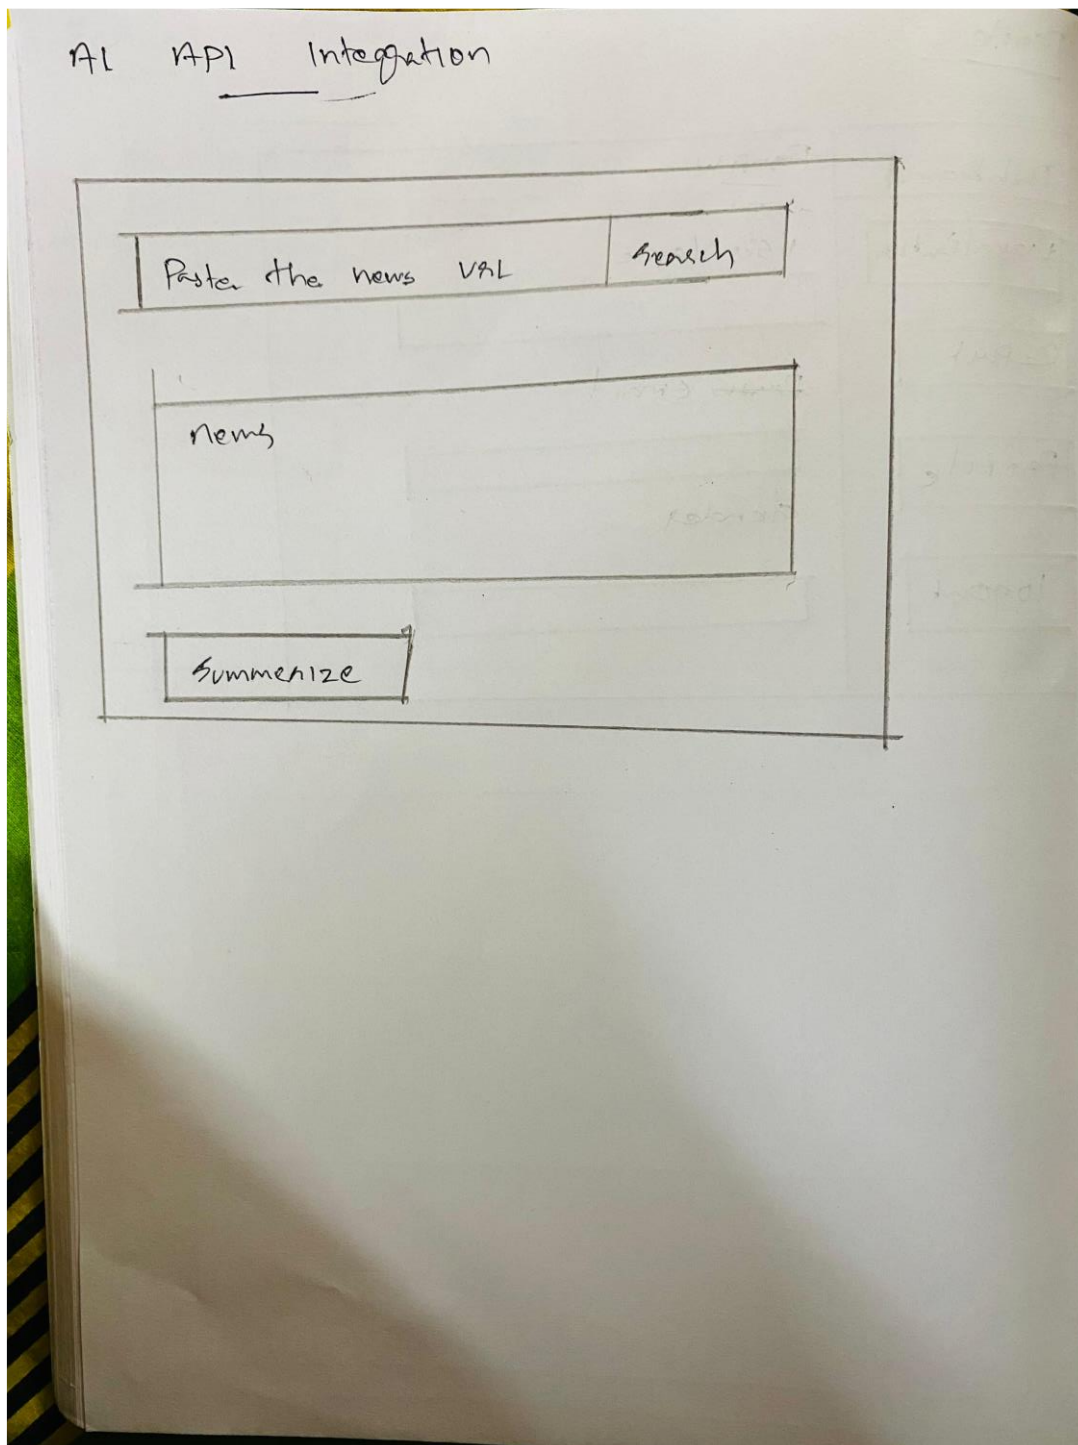 AI API Integration
Paste the news URL
search
news
Summerize